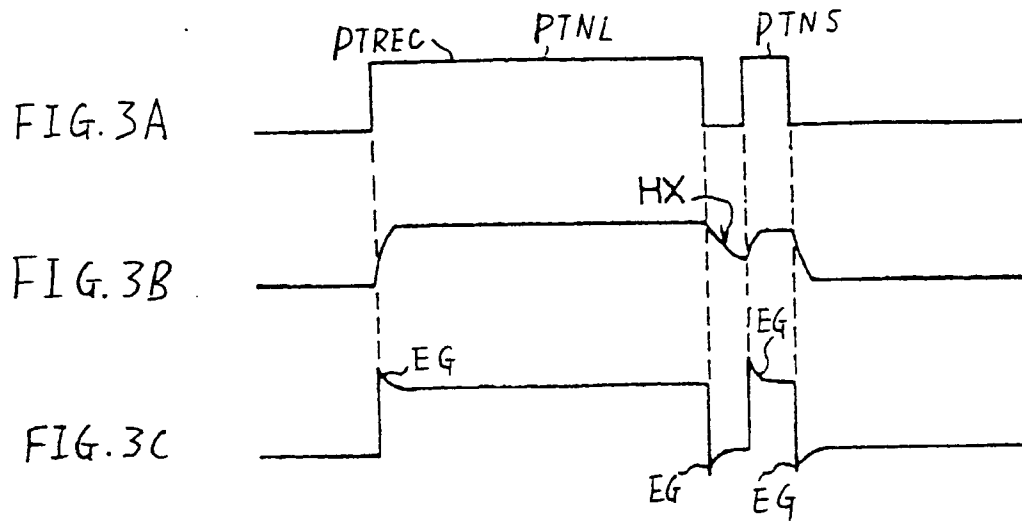 PTREC PTNL PTNS
FIG.3A
HX
FIG.3B
EG EG
FIG.3C
EG EG